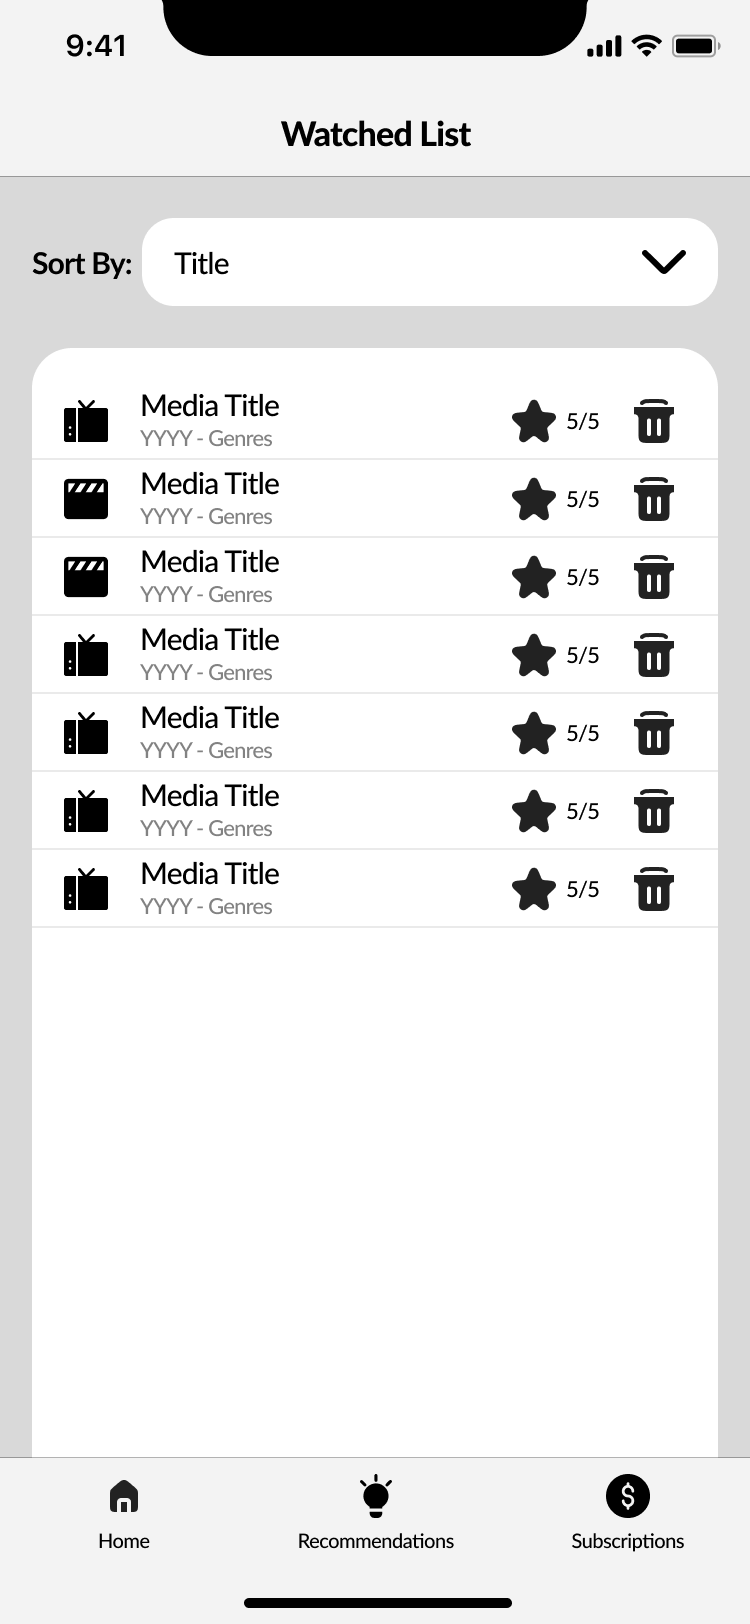 9:41
Watched List
Sort By: Title
Media Title
YYYY - Genres
5/5
Media Title
YYYY - Genres
5/5
Media Title
YYYY - Genres
5/5
Media Title
YYYY - Genres
5/5
Media Title
YYYY - Genres
5/5
Media Title
YYYY - Genres
5/5
Media Title
YYYY - Genres
5/5
$
Home Recommendations Subscriptions